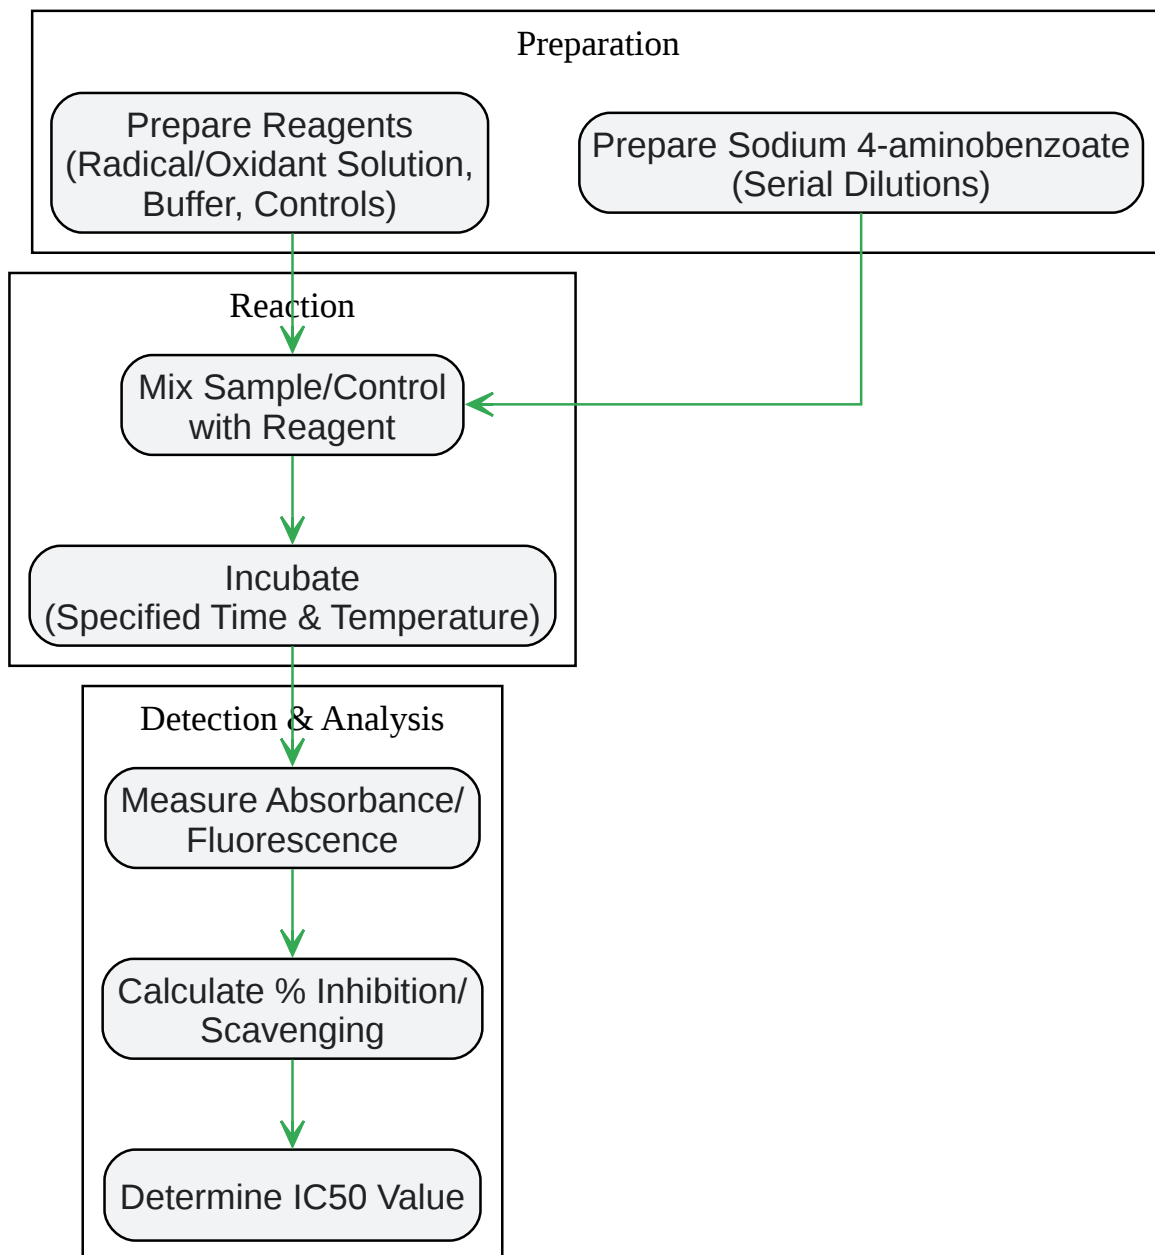 Preparation
Prepare Reagents
(Radical/Oxidant Solution,
Buffer, Controls)
Prepare Sodium 4-aminobenzoate
(Serial Dilutions)
Reaction
Mix Sample/Control
with Reagent
Incubate
(Specified Time & Temperature)
Detection & Analysis
Measure Absorbance/
Fluorescence
Calculate % Inhibition/
Scavenging
Determine IC50 Value